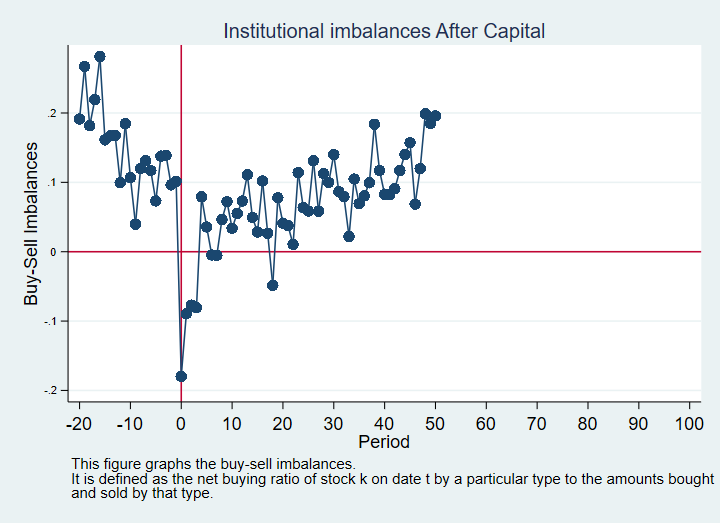 Institutional imbalances After Capital
Buy-Sell Imbalances
.2
.1
0
-.1
-.2
-20 -10 0 10 20 30 40 50 60 70 80 90 100
Period
This figure graphs the buy-sell imbalances.
It is defined as the net buying ratio of stock k on date t by a particular type to the amounts bought
and sold by that type.